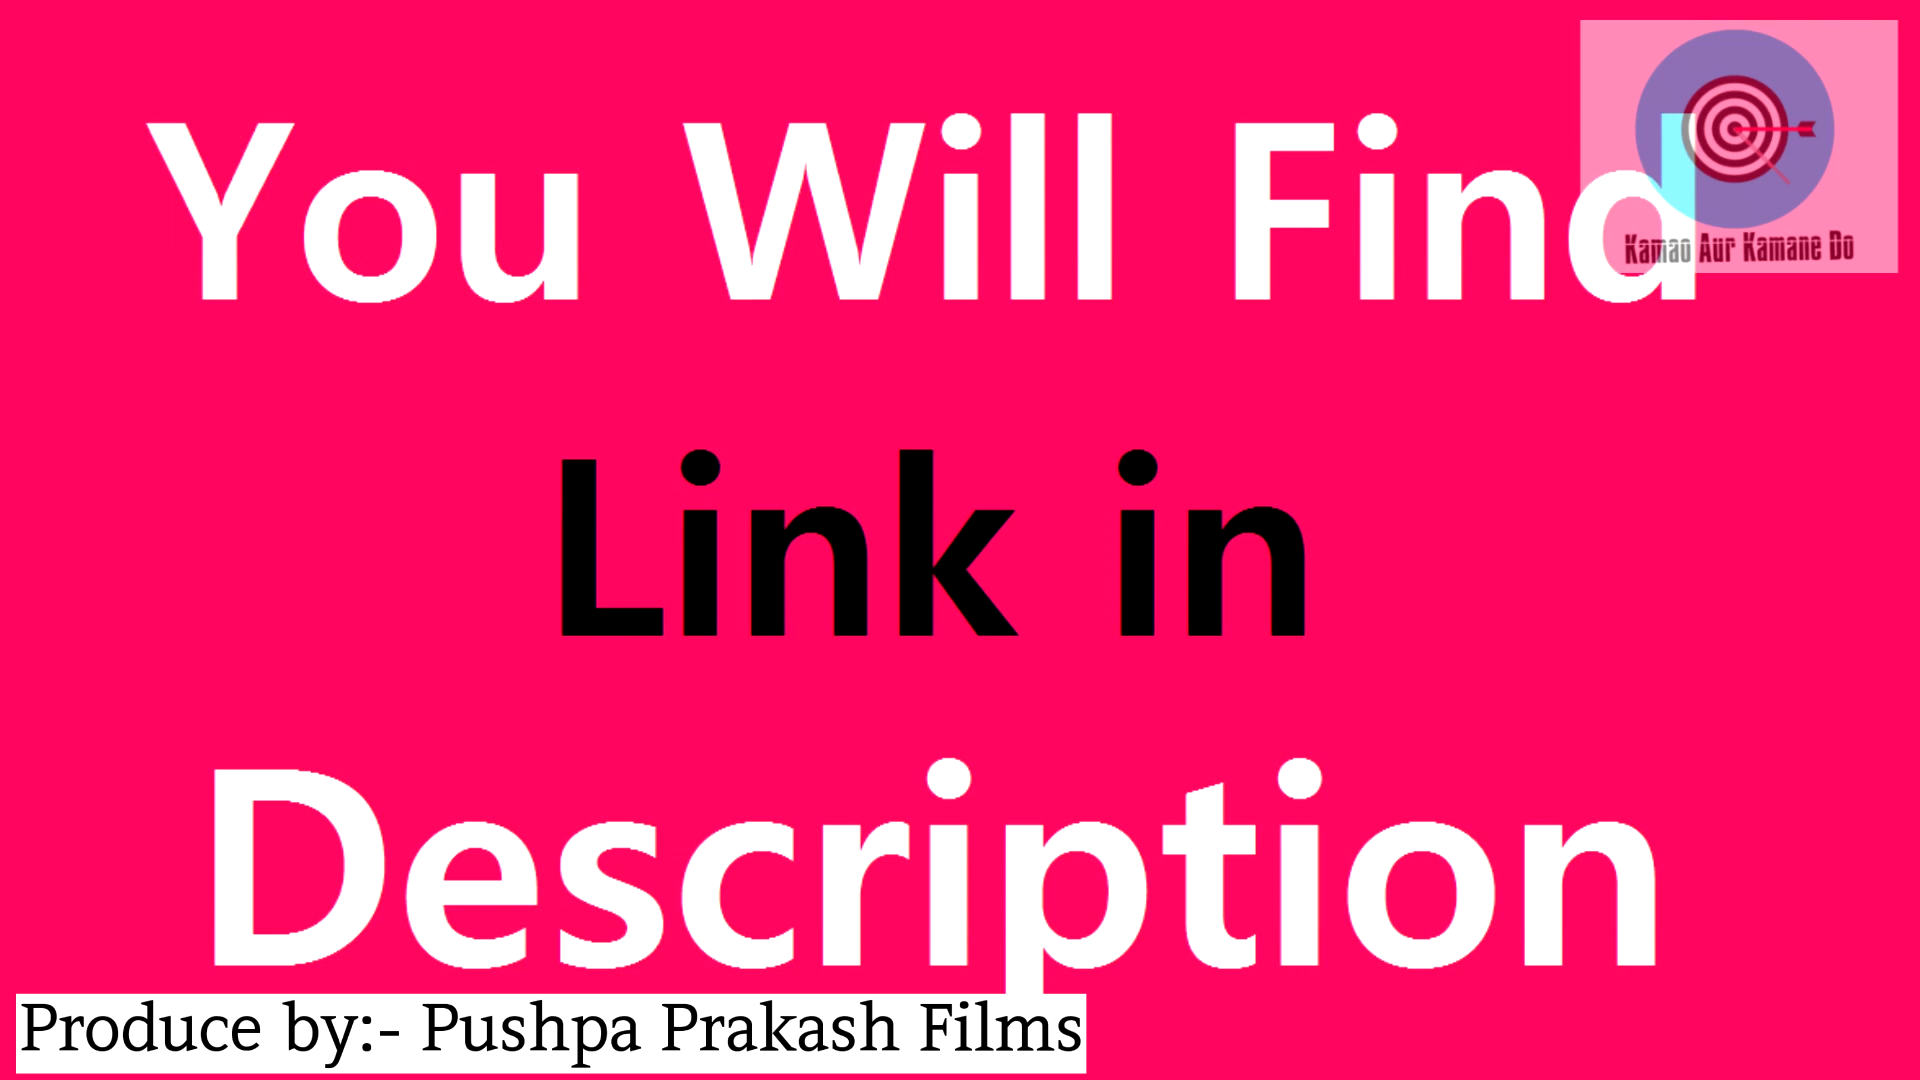 You Will Find
Kamao Aur Kamane Do
Link in
Description
Produce by:- Pushpa Prakash Films